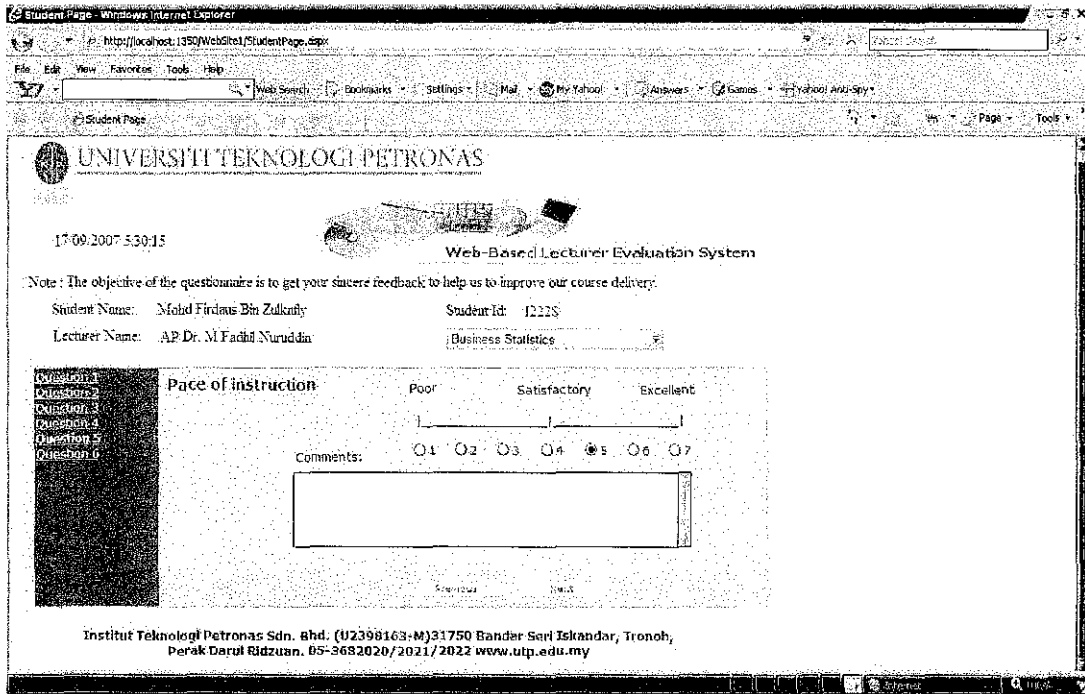 Student Page - Windows Internet Explorer
http://localhost:1350/WebSite1/StudentPage.aspx
Yahoo! Search
File Edit View Favorites Tools Help
Web Search Bookmarks Settings Mail My Yahoo! Answers Games Yahoo! Anti-Spy
Student Page Page Tools
UNIVERSITI TEKNOLOGI PETRONAS
17/09/2007 5:30:15
Web-Based Lecturer Evaluation System
Note : The objective of the questionnaire is to get your sincere feedback to help us to improve our course delivery.
Student Name: Mohd Firdaus Bin Zulkafly Student Id: 12228
Lecturer Name: AP Dr. M Fadhil Nuruddin Business Statistics
Question 1
Question 2
Question 3
Question 4
Question 5
Question 6
Pace of instruction
Poor Satisfactory Excellent
1 2 3 4 5 6 7
Comments:
Previous Next
Institut Teknologi Petronas Sdn. Bhd. (U2398163-M)31750 Bandar Seri Iskandar, Tronoh,
Perak Darul Ridzuan. 05-3682020/2021/2022 www.utp.edu.my
Internet